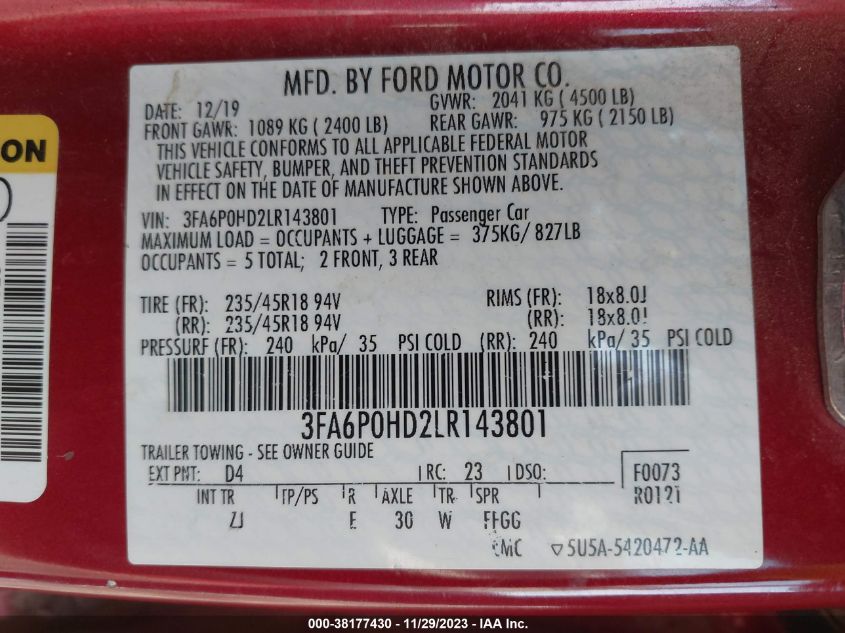 MFD. BY FORD MOTOR CO.
DATE: 12/19 GVWR: 2041 KG ( 4500 LB)
FRONT GAWR: 1089 KG ( 2400 LB) REAR GAWR: 975 KG ( 2150 LB)
THIS VEHICLE CONFORMS TO ALL APPLICABLE FEDERAL MOTOR
VEHICLE SAFETY, BUMPER, AND THEFT PREVENTION STANDARDS
IN EFFECT ON THE DATE OF MANUFACTURE SHOWN ABOVE.
ON
VIN: 3FA6P0HD2LR143801 TYPE: Passenger Car
MAXIMUM LOAD = OCCUPANTS + LUGGAGE = 375KG/ 827LB
OCCUPANTS = 5 TOTAL; 2 FRONT, 3 REAR
TIRE (FR): 235/45R18 94V RIMS (FR): 18x8.0J
(RR): 235/45R18 94V (RR): 18x8.0J
PRESSURE (FR): 240 kPa/ 35 PSI COLD (RR): 240 kPa/ 35 PSI COLD
3FA6P0HD2LR143801
TRAILER TOWING - SEE OWNER GUIDE
EXT PNT: D4 RC: 23 DSO: F0073
INT TR TP/PS R AXLE TR SPR R0121
E 30 W
5U5A-5420472-AA
000-38177430 - 11/29/2023 - IAAI.com